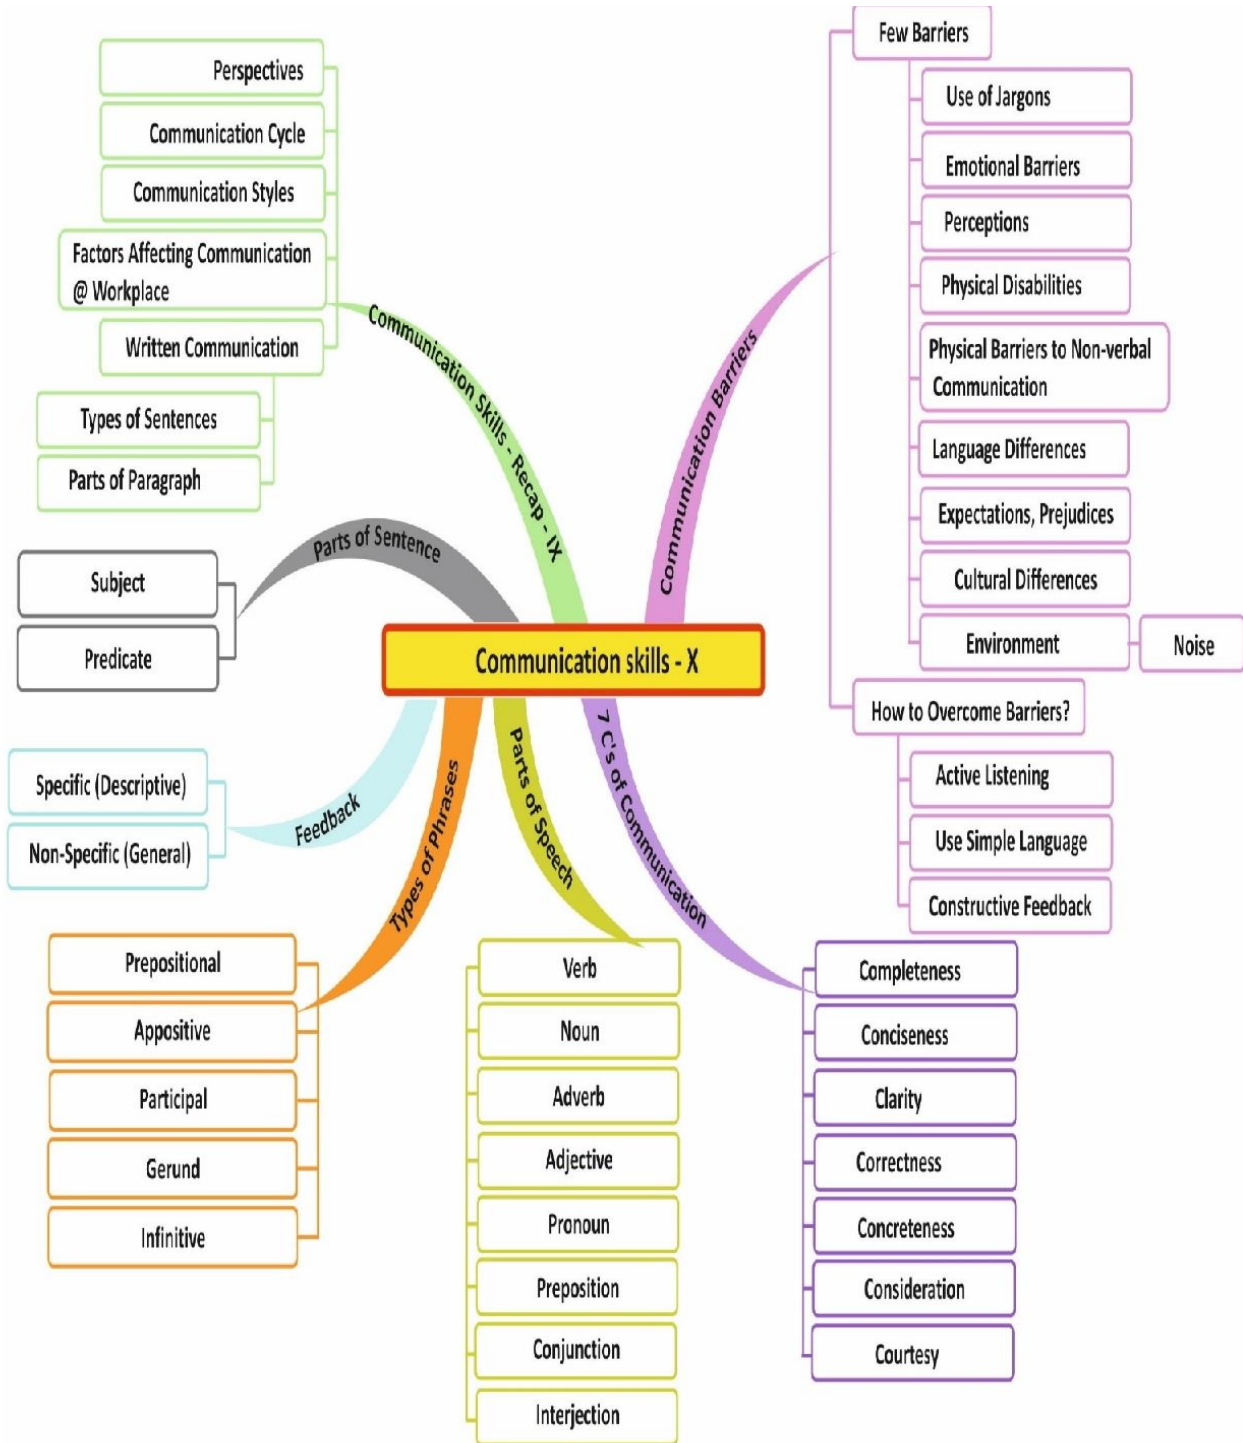 Perspectives
Communication Cycle
Communication Styles
Factors Affecting Communication
@ Workplace
Written Communication
Types of Sentences
Parts of Paragraph
Communication Skills - Recap - IX
Parts of Sentence
Subject
Predicate
Communication skills - X
Feedback
Specific (Descriptive)
Non-Specific (General)
Types of Phrases
Prepositional
Appositive
Participal
Gerund
Infinitive
Parts of Speech
Verb
Noun
Adverb
Adjective
Pronoun
Preposition
Conjunction
Interjection
7 C's of Communication
Completeness
Conciseness
Clarity
Correctness
Concreteness
Consideration
Courtesy
Communication Barriers
Few Barriers
Use of Jargons
Emotional Barriers
Perceptions
Physical Disabilities
Physical Barriers to Non-verbal
Communication
Language Differences
Expectations, Prejudices
Cultural Differences
Environment
Noise
How to Overcome Barriers?
Active Listening
Use Simple Language
Constructive Feedback